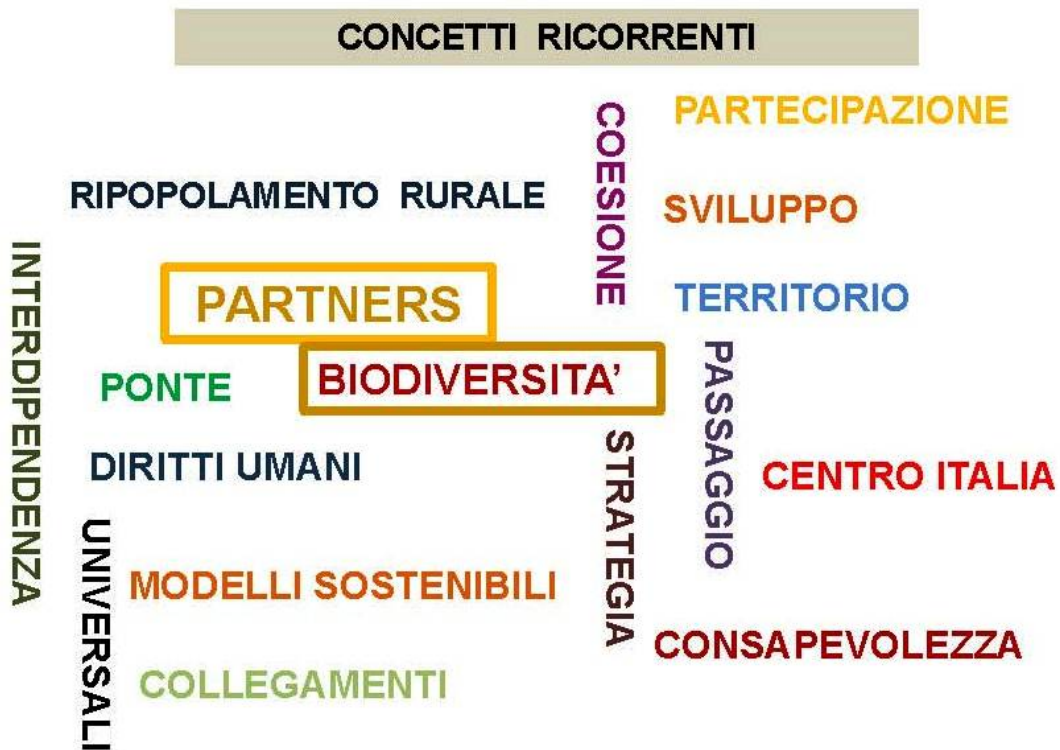 CONCETTI RICORRENTI
PARTECIPAZIONE
COESIONE
RIPOPOLAMENTO RURALE
SVILUPPO
INTERDIPENDENZA
PARTNERS
TERRITORIO
PASSAGGIO
PONTE
BIODIVERSITA’
STRATEGIA
DIRITTI UMANI
CENTRO ITALIA
UNIVERSALI
MODELLI SOSTENIBILI
CONSAPEVOLEZZA
COLLEGAMENTI